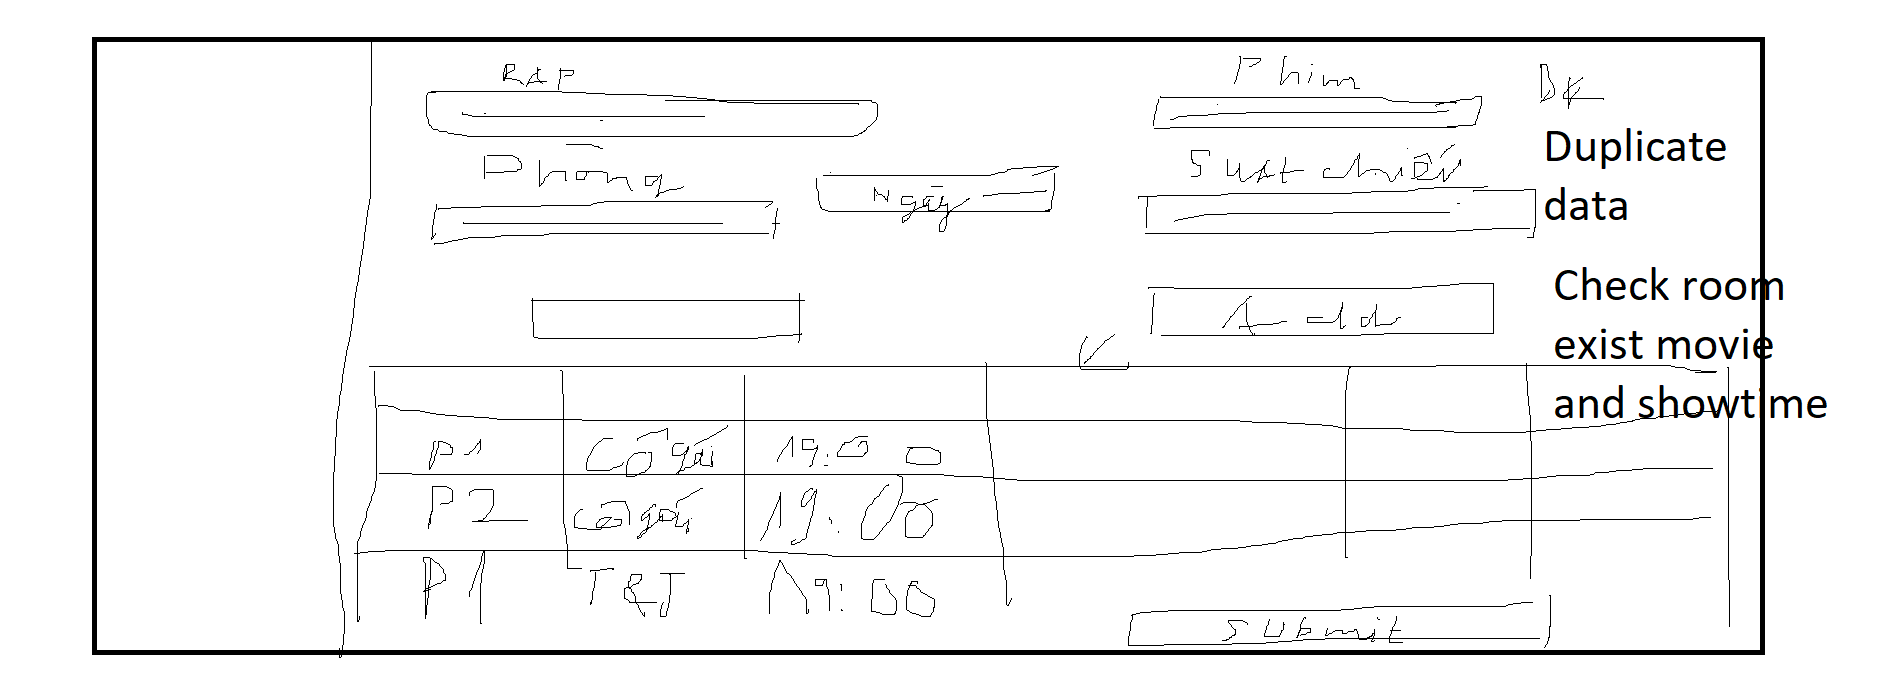 RAP
Phim
ĐK
Duplicate
data
Phòng
Ngày
Suất chiếu
Check room
exist movie
and showtime
Add
P1 Cô gái 19:00
P2 Cô gái 19:00
P1 T&J 19:00
Submit